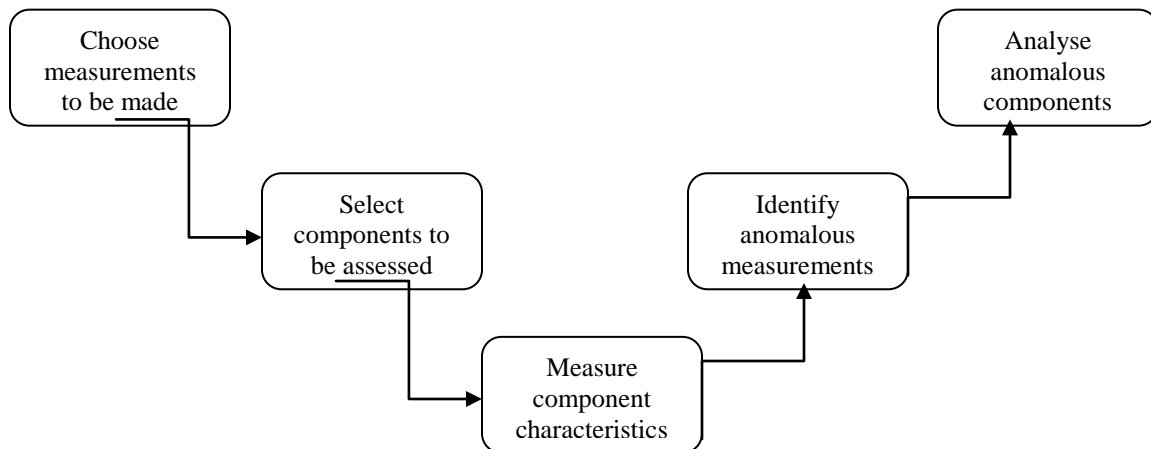 Choose
measurements
to be made
Select
components to
be assessed
Measure
component
characteristics
Identify
anomalous
measurements
Analyse
anomalous
components